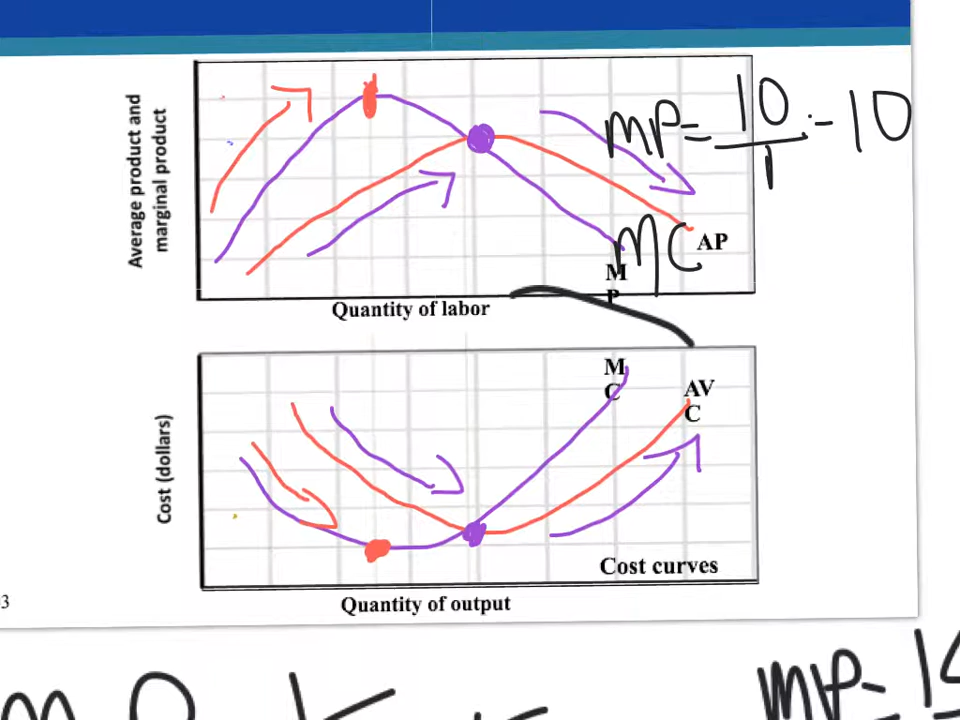 Average product and
marginal product
MP = 10/1 = 10
MC
AP
M
P
Quantity of labor
M
C
AV
C
Cost (dollars)
Cost curves
Quantity of output
3
MP =